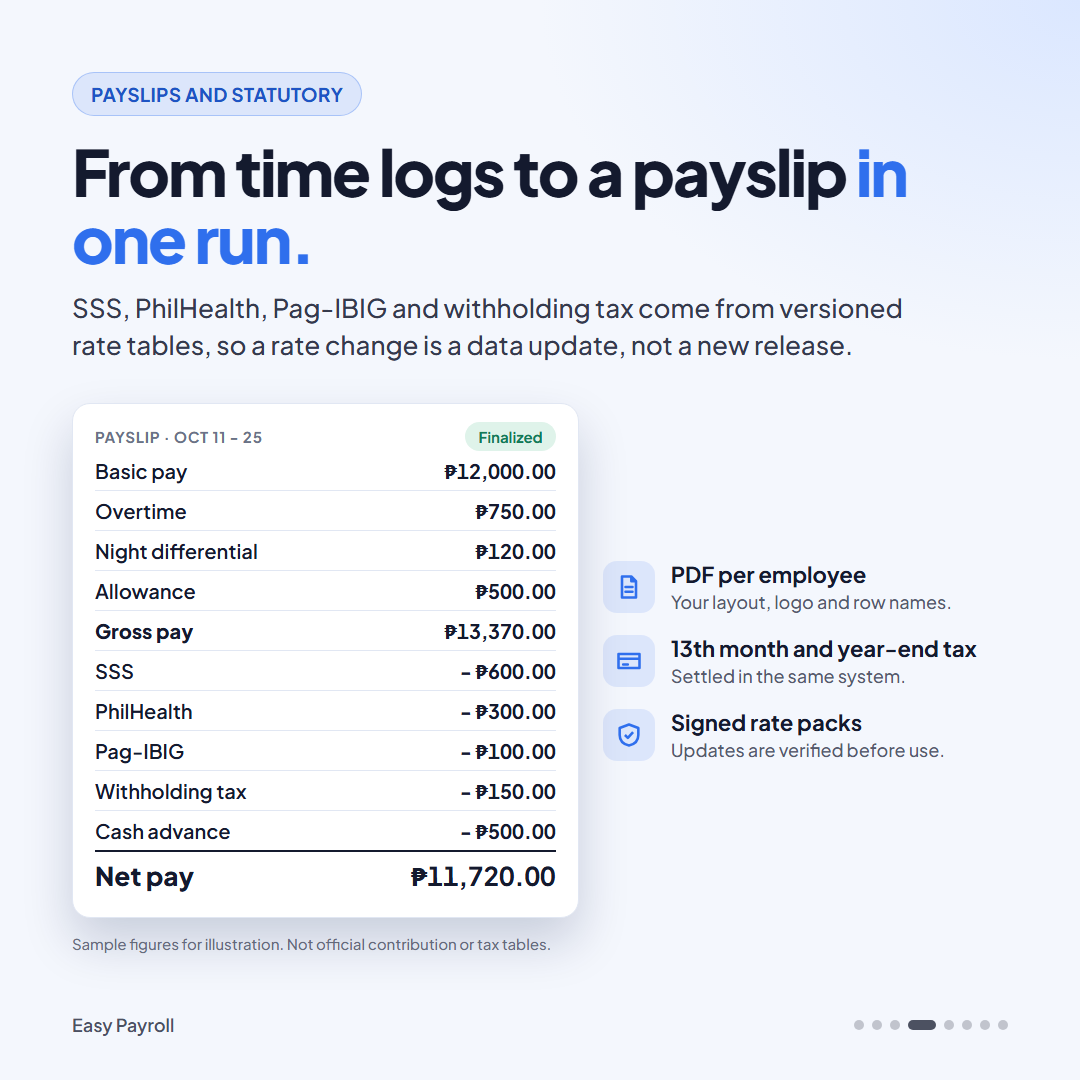 PAYSLIPS AND STATUTORY
From time logs to a payslip in
one run.
SSS, PhilHealth, Pag-IBIG and withholding tax come from versioned
rate tables, so a rate change is a data update, not a new release.
PAYSLIP · OCT 11 – 25 Finalized
Basic pay ₱12,000.00
Overtime ₱750.00
Night differential ₱120.00
Allowance ₱500.00
Gross pay ₱13,370.00
SSS – ₱600.00
PhilHealth – ₱300.00
Pag-IBIG – ₱100.00
Withholding tax – ₱150.00
Cash advance – ₱500.00
Net pay ₱11,720.00
Sample figures for illustration. Not official contribution or tax tables.
PDF per employee
Your layout, logo and row names.
13th month and year-end tax
Settled in the same system.
Signed rate packs
Updates are verified before use.
Easy Payroll